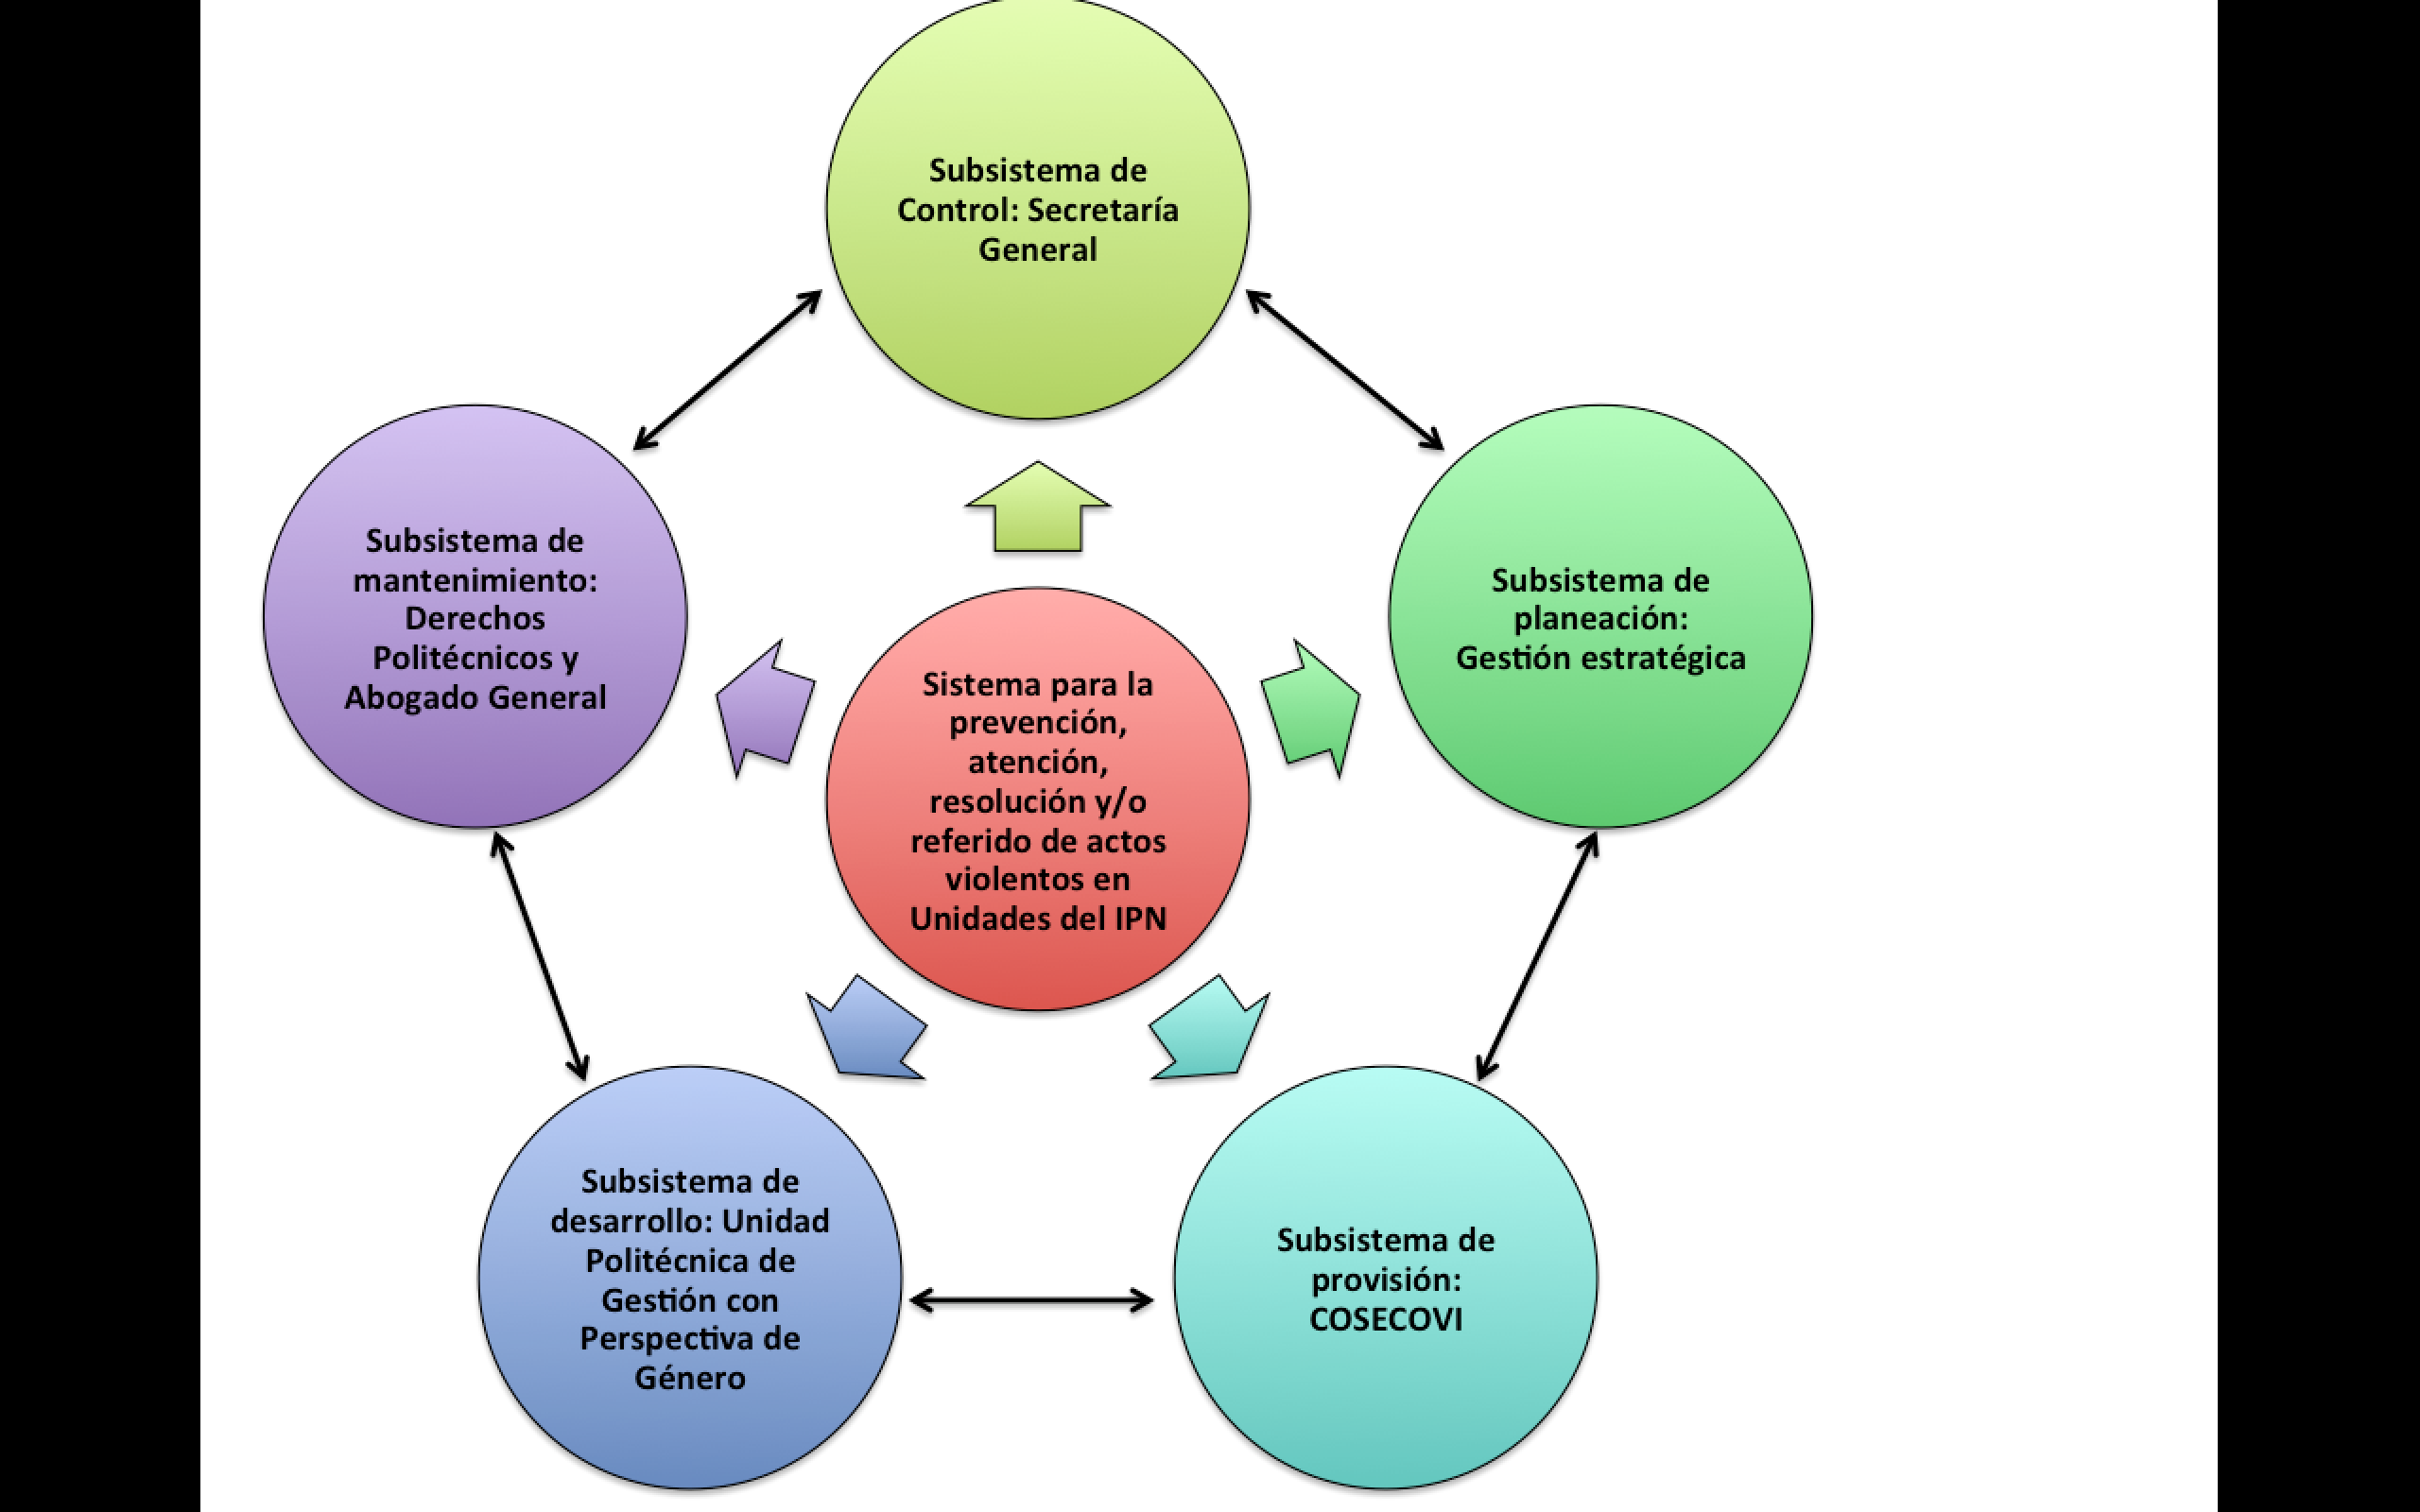 Subsistema de
Control: Secretaría
General
Subsistema de
mantenimiento:
Derechos
Politécnicos y
Abogado General
Subsistema de
planeación:
Gestión estratégica
Sistema para la
prevención,
atención,
resolución y/o
referido de actos
violentos en
Unidades del IPN
Subsistema de
desarrollo: Unidad
Politécnica de
Gestión con
Perspectiva de
Género
Subsistema de
provisión:
COSECOVI